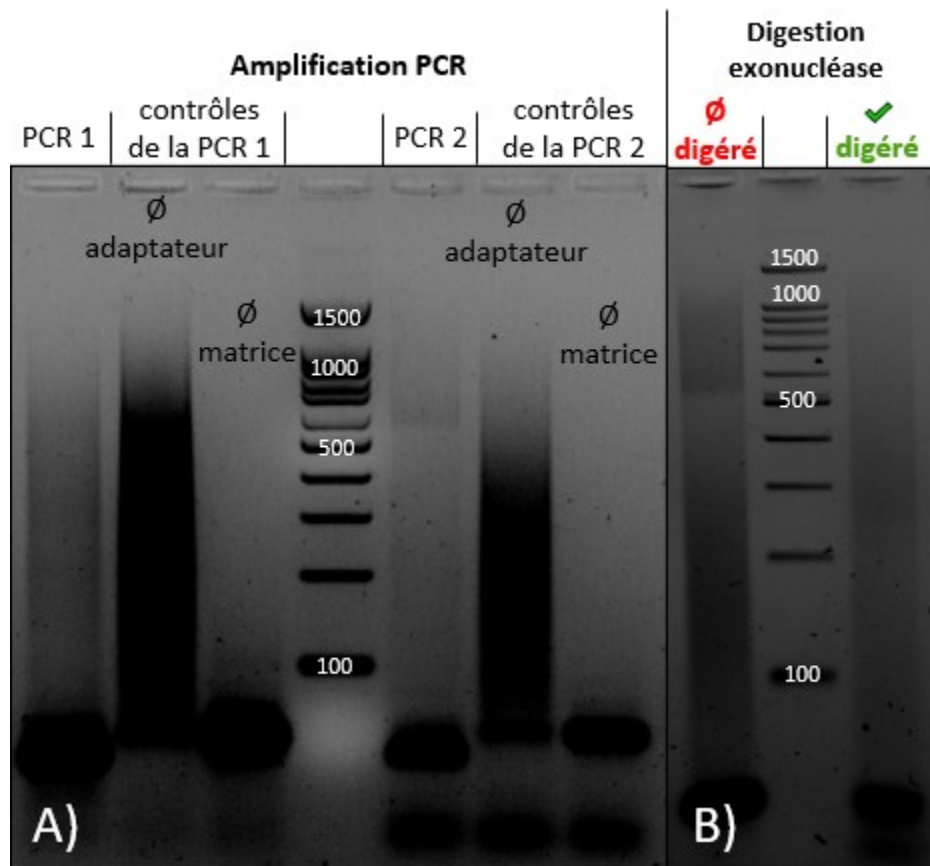 Amplification PCR
PCR 1
contrôles
de la PCR 1
PCR 2
contrôles
de la PCR 2
Ø
adaptateur
Ø
matrice
1500
1000
500
100
Ø
adaptateur
Ø
matrice
A)
Digestion
exonucléase
Ø
digéré
✔
digéré
1500
1000
500
100
B)